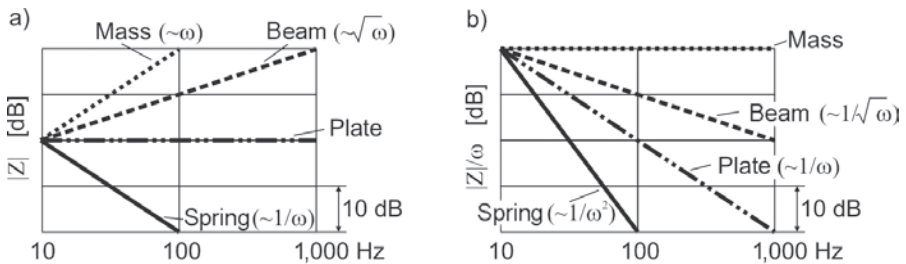 a)
Mass (~ω)
Beam (~√ω)
|Z| [dB]
Plate
Spring (~1/ω)
10 dB
10 100 1,000 Hz
b)
Mass
|Z|/ω [dB]
Beam (~1/√ω)
Plate (~1/ω)
Spring (~1/ω²)
10 dB
10 100 1,000 Hz